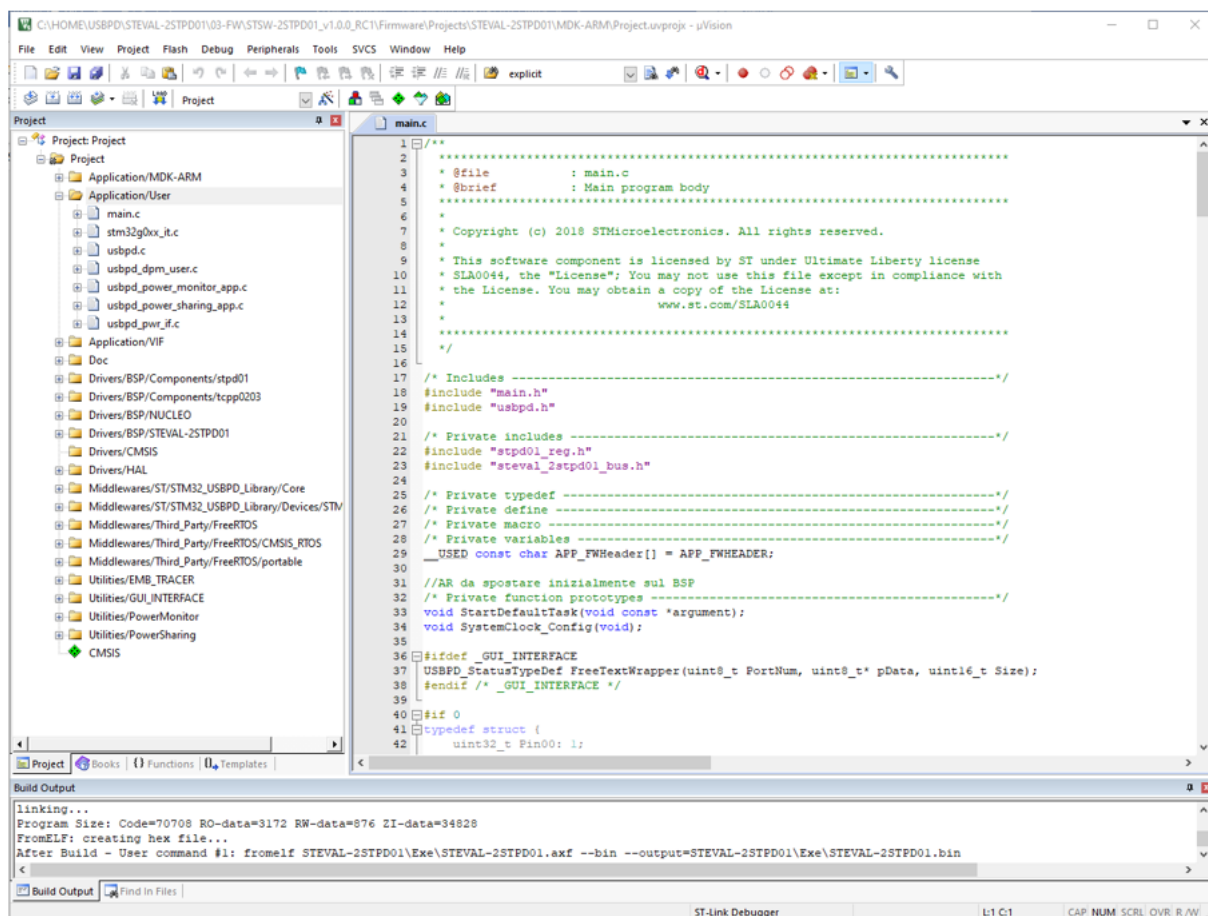 C:\HOME\USBPD\STEVAL-2STPD01\03-FW\STSW-2STPD01_v1.0.0_RC1\Firmware\Projects\STEVAL-2STPD01\MDK-ARM\Project.uvprojx - µVision
File Edit View Project Flash Debug Peripherals Tools SVCS Window Help
explicit
LOAD Project
Project
Project: Project
Project
Application/MDK-ARM
Application/User
main.c
stm32g0xx_it.c
usbpd.c
usbpd_dpm_user.c
usbpd_power_monitor_app.c
usbpd_power_sharing_app.c
usbpd_pwr_if.c
Application/VIF
Doc
Drivers/BSP/Components/stpd01
Drivers/BSP/Components/tcpp0203
Drivers/BSP/NUCLEO
Drivers/BSP/STEVAL-2STPD01
Drivers/CMSIS
Drivers/HAL
Middlewares/ST/STM32_USBPD_Library/Core
Middlewares/ST/STM32_USBPD_Library/Devices/STM
Middlewares/Third_Party/FreeRTOS
Middlewares/Third_Party/FreeRTOS/CMSIS_RTOS
Middlewares/Third_Party/FreeRTOS/portable
Utilities/EMB_TRACER
Utilities/GUI_INTERFACE
Utilities/PowerMonitor
Utilities/PowerSharing
CMSIS
Project Books {} Functions 0→ Templates
main.c
1 /**
2 ******************************************************************************
3 * @file : main.c
4 * @brief : Main program body
5 ******************************************************************************
6 *
7 * Copyright (c) 2018 STMicroelectronics. All rights reserved.
8 *
9 * This software component is licensed by ST under Ultimate Liberty license
10 * SLA0044, the "License"; You may not use this file except in compliance with
11 * the License. You may obtain a copy of the License at:
12 * www.st.com/SLA0044
13 *
14 ******************************************************************************
15 */
16
17 /* Includes ------------------------------------------------------------------*/
18 #include "main.h"
19 #include "usbpd.h"
20
21 /* Private includes ----------------------------------------------------------*/
22 #include "stpd01_reg.h"
23 #include "steval_2stpd01_bus.h"
24
25 /* Private typedef -----------------------------------------------------------*/
26 /* Private define ------------------------------------------------------------*/
27 /* Private macro -------------------------------------------------------------*/
28 /* Private variables ---------------------------------------------------------*/
29 __USED const char APP_FWHeader[] = APP_FWHEADER;
30
31 //AR da spostare inizialmente sul BSP
32 /* Private function prototypes -----------------------------------------------*/
33 void StartDefaultTask(void const *argument);
34 void SystemClock_Config(void);
35
36 #ifdef _GUI_INTERFACE
37 USBPD_StatusTypeDef FreeTextWrapper(uint8_t PortNum, uint8_t* pData, uint16_t Size);
38 #endif /* _GUI_INTERFACE */
39
40 #if 0
41 typedef struct {
42 uint32_t Pin00: 1;
Build Output
linking...
Program Size: Code=70708 RO-data=3172 RW-data=876 ZI-data=34828
FromELF: creating hex file...
After Build - User command #1: fromelf STEVAL-2STPD01\Exe\STEVAL-2STPD01.axf --bin --output=STEVAL-2STPD01\Exe\STEVAL-2STPD01.bin
Build Output Find In Files
ST-Link Debugger L:1 C:1 CAP NUM SCRL OVR R/W